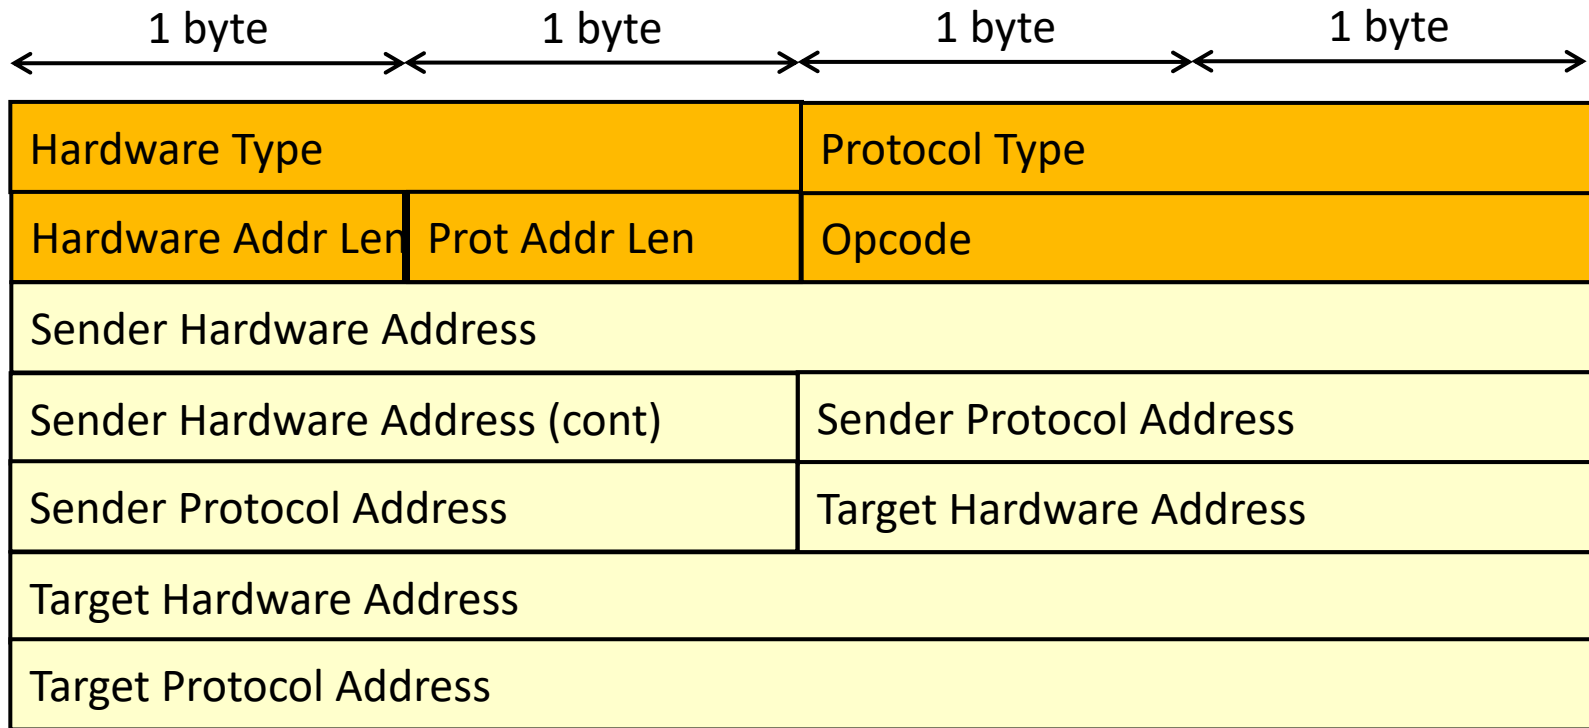 1 byte 1 byte 1 byte 1 byte
Hardware Type Protocol Type
Hardware Addr Len Prot Addr Len Opcode
Sender Hardware Address
Sender Hardware Address (cont) Sender Protocol Address
Sender Protocol Address Target Hardware Address
Target Hardware Address
Target Protocol Address